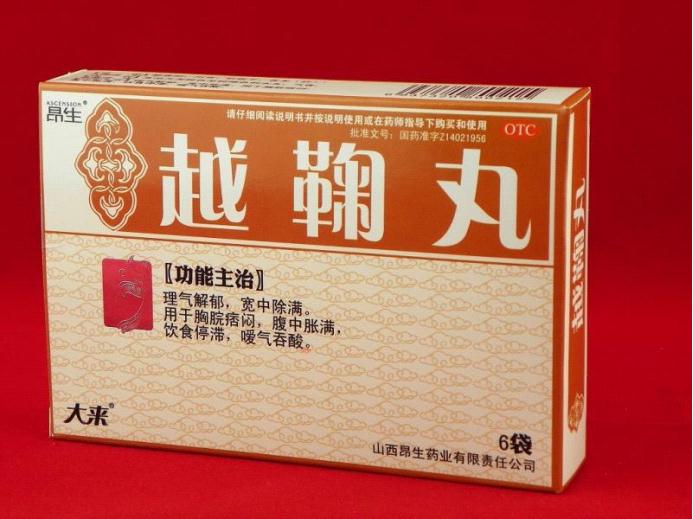 ASCENSION
昂生®
请仔细阅读说明书并按说明使用或在药师指导下购买和使用
批准文号：国药准字Z14021956
OTC
越鞠丸
【功能主治】
理气解郁，宽中除满。
用于胸脘痞闷，腹中胀满，
饮食停滞，嗳气吞酸。
大来®
6袋
山西昂生药业有限责任公司
越鞠丸